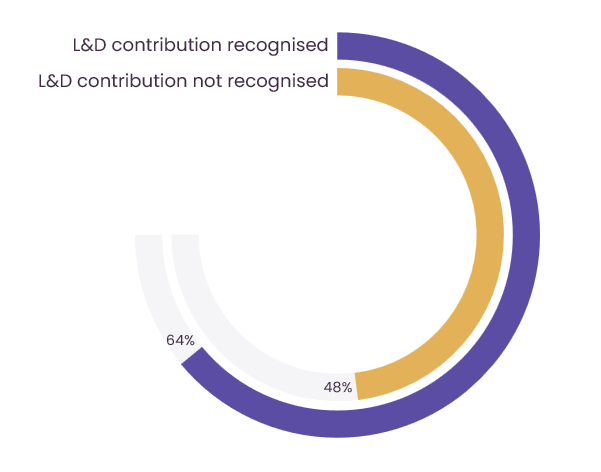 L&D contribution recognised
L&D contribution not recognised
64%
48%